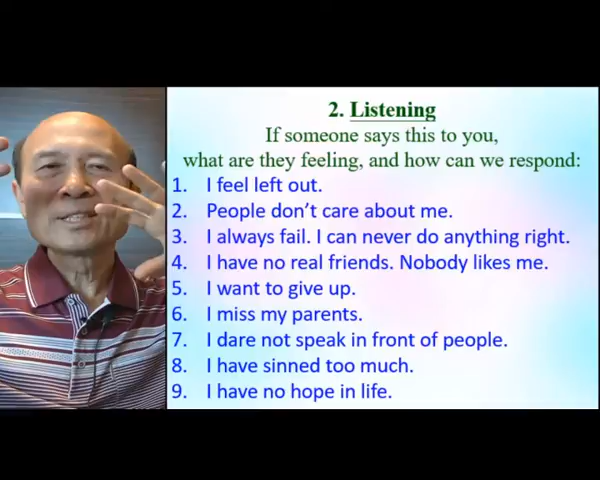 2. Listening
If someone says this to you,
what are they feeling, and how can we respond:
1. I feel left out.
2. People don't care about me.
3. I always fail. I can never do anything right.
4. I have no real friends. Nobody likes me.
5. I want to give up.
6. I miss my parents.
7. I dare not speak in front of people.
8. I have sinned too much.
9. I have no hope in life.